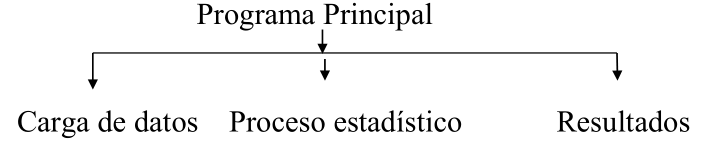 Programa Principal
Carga de datos Proceso estadístico Resultados